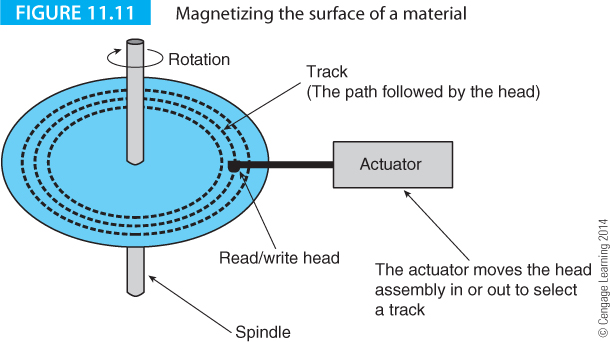 FIGURE 11.11 Magnetizing the surface of a material
Rotation
Track
(The path followed by the head)
Actuator
Read/write head
The actuator moves the head
assembly in or out to select
a track
Spindle
© Cengage Learning 2014